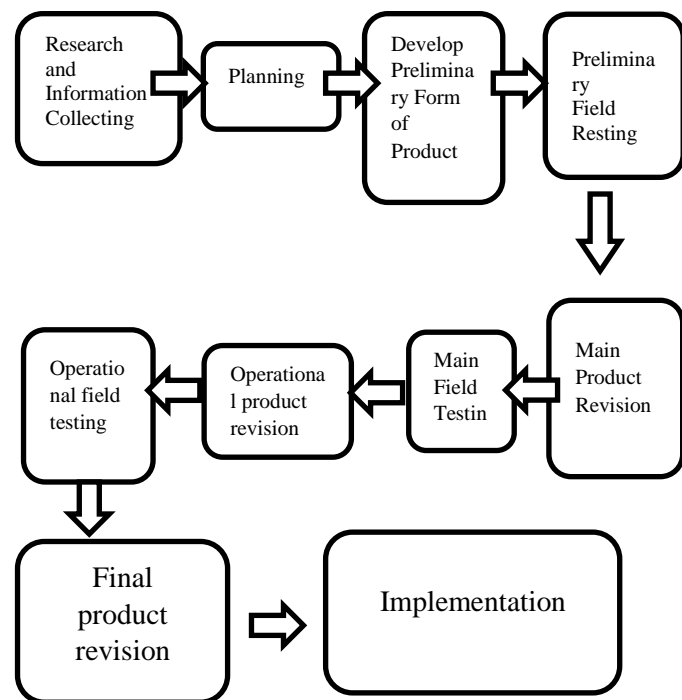 Research
and
Information
Collecting
Planning
Develop
Prelimina
ry Form
of
Product
Prelimina
ry
Field
Resting
Main
Product
Revision
Main
Field
Testin
Operationa
l product
revision
Operatio
nal field
testing
Final
product
revision
Implementation